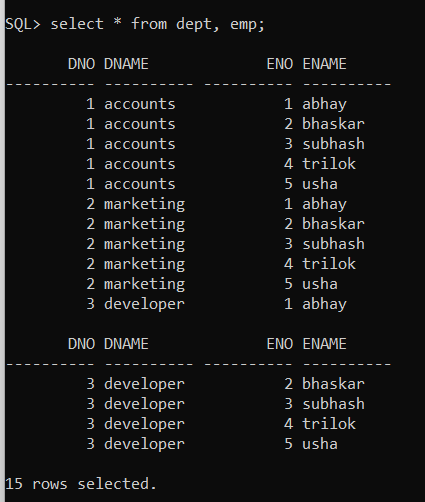 SQL> select * from dept, emp;
DNO DNAME ENO ENAME
---------- ---------- ---------- ----------
1 accounts 1 abhay
1 accounts 2 bhaskar
1 accounts 3 subhash
1 accounts 4 trilok
1 accounts 5 usha
2 marketing 1 abhay
2 marketing 2 bhaskar
2 marketing 3 subhash
2 marketing 4 trilok
2 marketing 5 usha
3 developer 1 abhay
DNO DNAME ENO ENAME
---------- ---------- ---------- ----------
3 developer 2 bhaskar
3 developer 3 subhash
3 developer 4 trilok
3 developer 5 usha
15 rows selected.